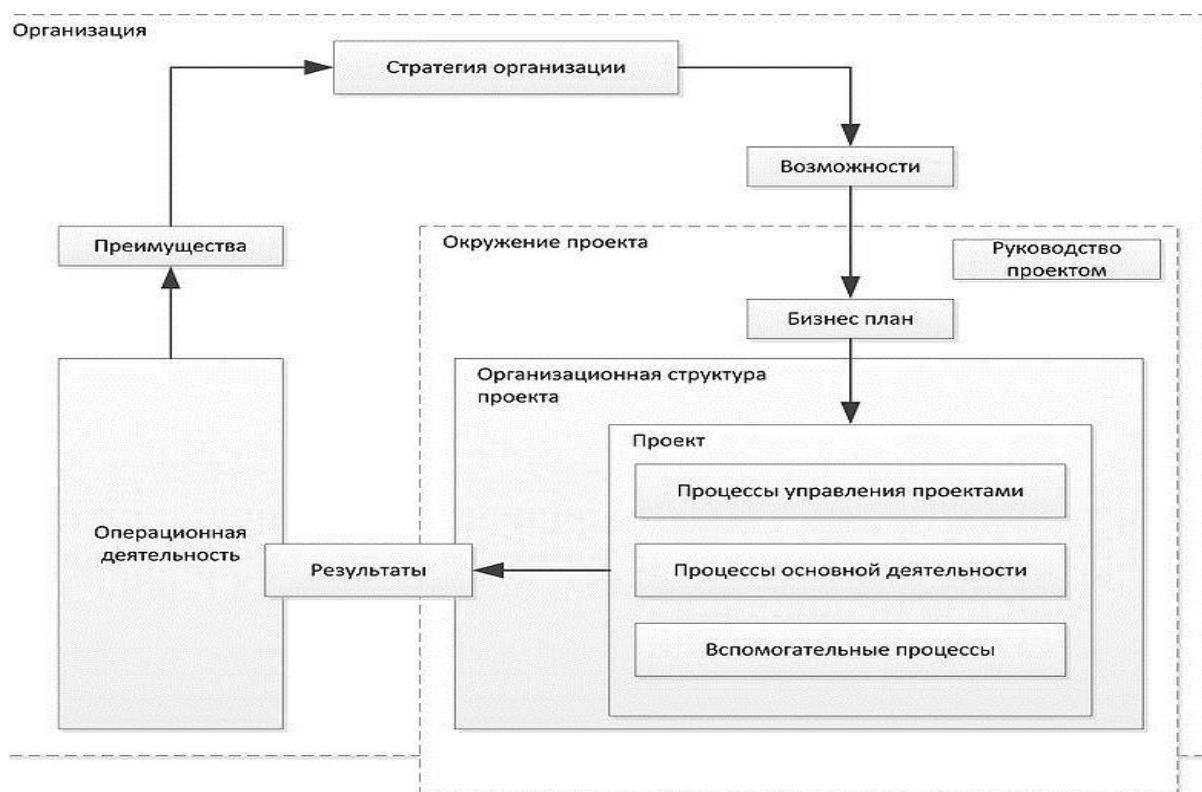 Организация
Стратегия организации
Возможности
Преимущества
Окружение проекта
Руководство
проектом
Бизнес план
Организационная структура
проекта
Проект
Процессы управления проектами
Операционная
деятельность
Результаты
Процессы основной деятельности
Вспомогательные процессы